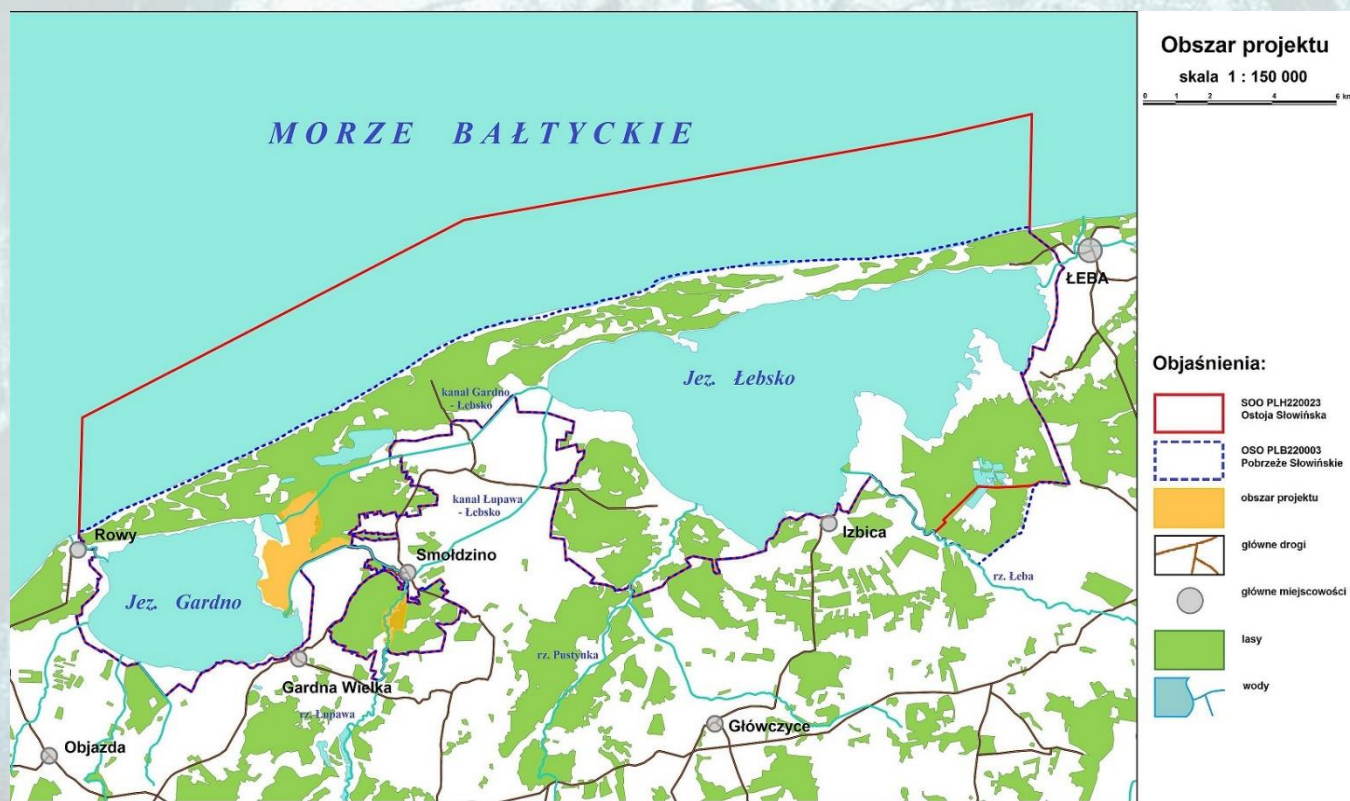 Obszar projektu
skala 1 : 150 000
0 1 2 4 6 km
MORZE BAŁTYCKIE
ŁEBA
Jez. Łebsko
kanał Gardno
- Łebsko
kanał Łupawa
- Łebsko
Rowy
Smołdzino
Izbica
rz. Łeba
Jez. Gardno
rz. Pustynka
Gardna Wielka
rz. Łupawa
Główczyce
Objazda
Objaśnienia:
SOO PLH220023
Ostoja Słowińska
OSO PLB220003
Pobrzeże Słowińskie
obszar projektu
główne drogi
główne miejscowości
lasy
wody